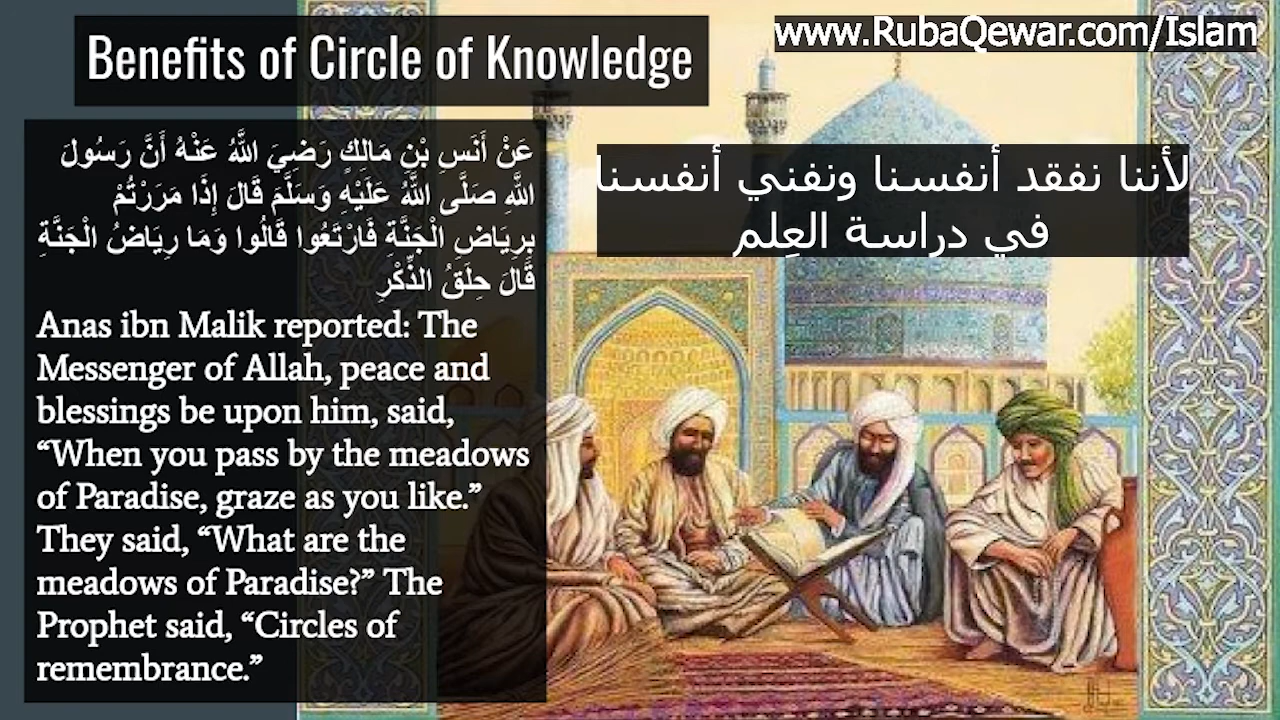 Benefits of Circle of Knowledge
www.RubaQewar.com/Islam
عَنْ أَنَسِ بْنِ مَالِكٍ رَضِيَ اللَّهُ عَنْهُ أَنَّ رَسُولَ
اللَّهِ صَلَّى اللَّهُ عَلَيْهِ وَسَلَّمَ قَالَ إِذَا مَرَرْتُمْ
بِرِيَاضِ الْجَنَّةِ فَارْتَعُوا قَالُوا وَمَا رِيَاضُ الْجَنَّةِ
قَالَ حِلَقُ الذِّكْرِ
Anas ibn Malik reported: The
Messenger of Allah, peace and
blessings be upon him, said,
“When you pass by the meadows
of Paradise, graze as you like.”
They said, “What are the
meadows of Paradise?” The
Prophet said, “Circles of
remembrance.”
لأننا نفقد أنفسنا ونفني أنفسنا
في دراسة العِلم